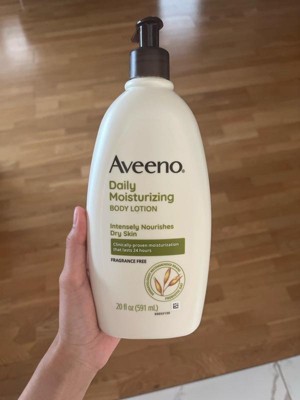 Aveeno.
Daily
Moisturizing
BODY LOTION
Intensely Nourishes
Dry Skin
Clinically proven moisturization
that lasts 24 hours
FRAGRANCE FREE
20 fl oz (591 mL)